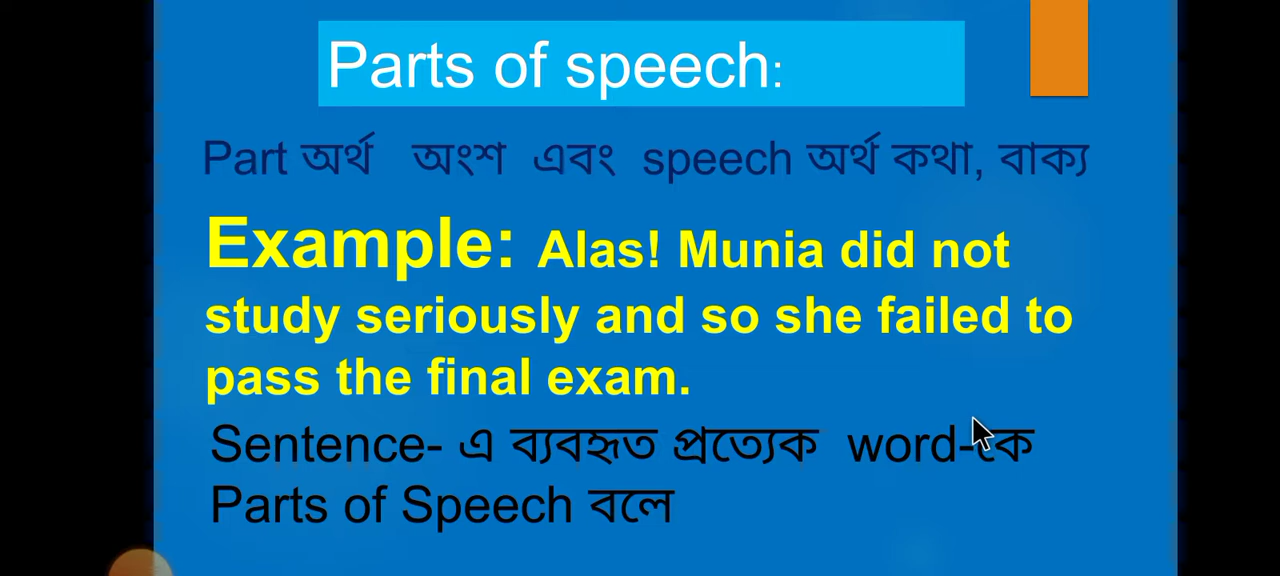 Parts of speech:
Part অর্থ অংশ এবং speech অর্থ কথা, বাক্য
Example: Alas! Munia did not
study seriously and so she failed to
pass the final exam.
Sentence- এ ব্যবহৃত প্রত্যেক word-কে
Parts of Speech বলে